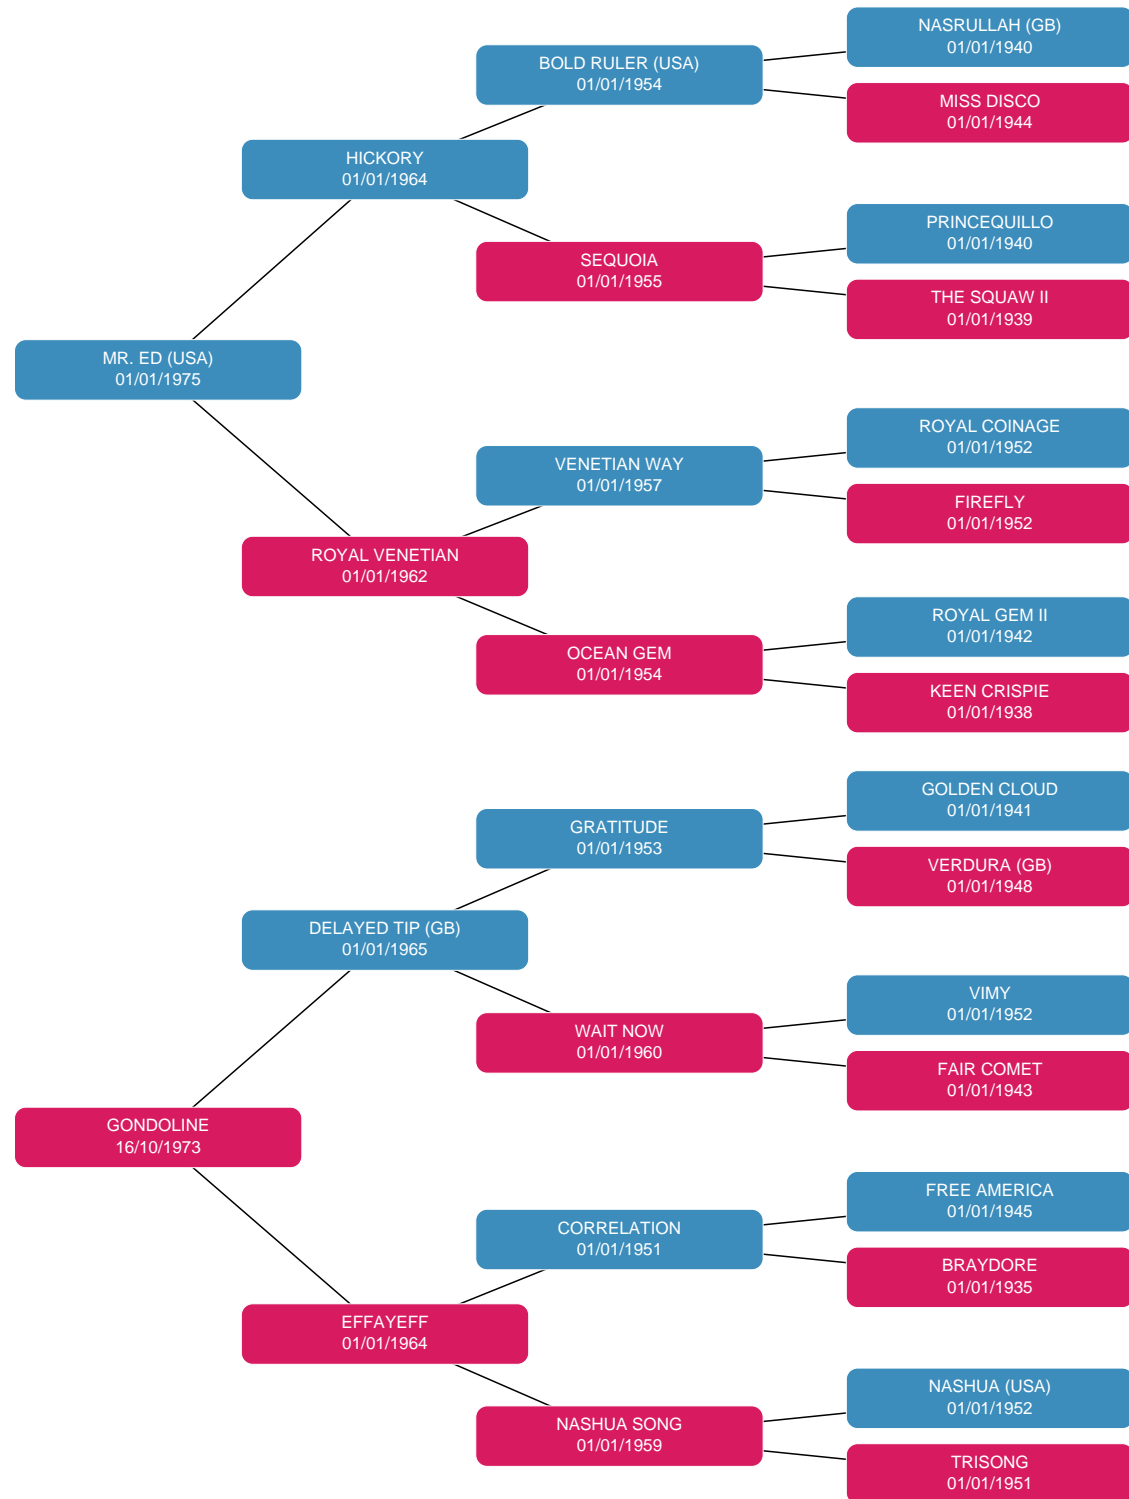 NASRULLAH (GB)
01/01/1940
BOLD RULER (USA)
01/01/1954
MISS DISCO
01/01/1944
HICKORY
01/01/1964
PRINCEQUILLO
01/01/1940
SEQUOIA
01/01/1955
THE SQUAW II
01/01/1939
MR. ED (USA)
01/01/1975
ROYAL COINAGE
01/01/1952
VENETIAN WAY
01/01/1957
FIREFLY
01/01/1952
ROYAL VENETIAN
01/01/1962
ROYAL GEM II
01/01/1942
OCEAN GEM
01/01/1954
KEEN CRISPIE
01/01/1938
GOLDEN CLOUD
01/01/1941
GRATITUDE
01/01/1953
VERDURA (GB)
01/01/1948
DELAYED TIP (GB)
01/01/1965
VIMY
01/01/1952
WAIT NOW
01/01/1960
FAIR COMET
01/01/1943
GONDOLINE
16/10/1973
FREE AMERICA
01/01/1945
CORRELATION
01/01/1951
BRAYDORE
01/01/1935
EFFAYEFF
01/01/1964
NASHUA (USA)
01/01/1952
NASHUA SONG
01/01/1959
TRISONG
01/01/1951